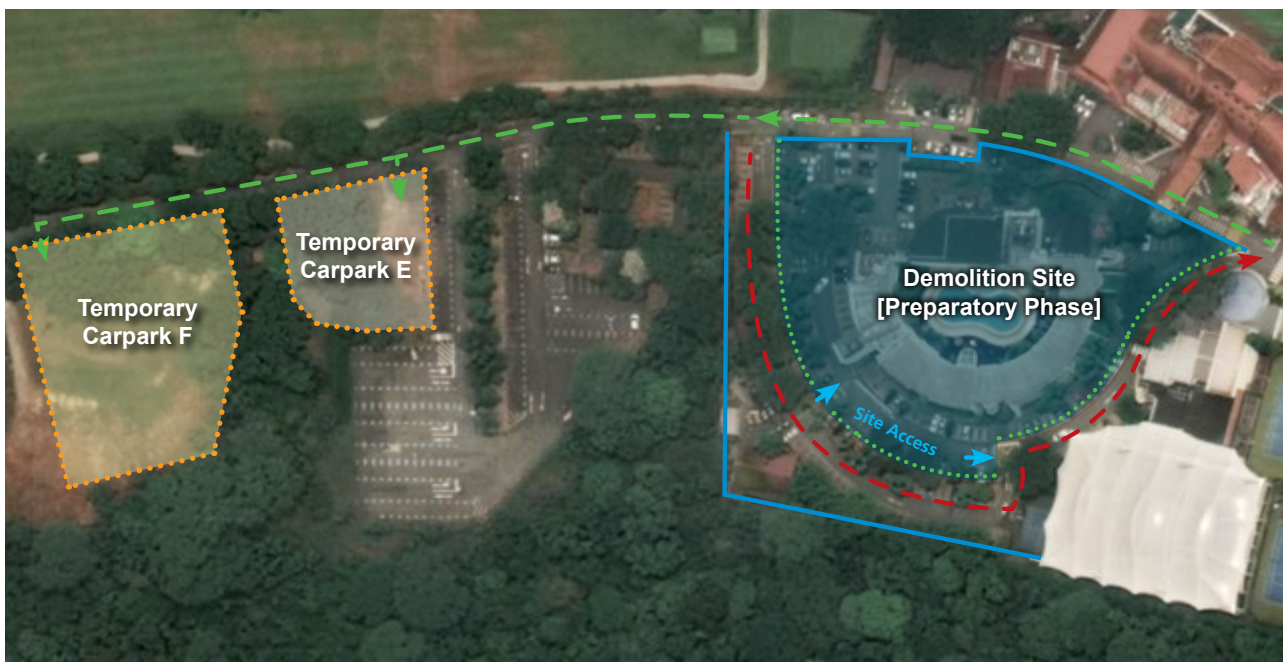 Temporary
Carpark F
Temporary
Carpark E
Demolition Site
[Preparatory Phase]
Site Access